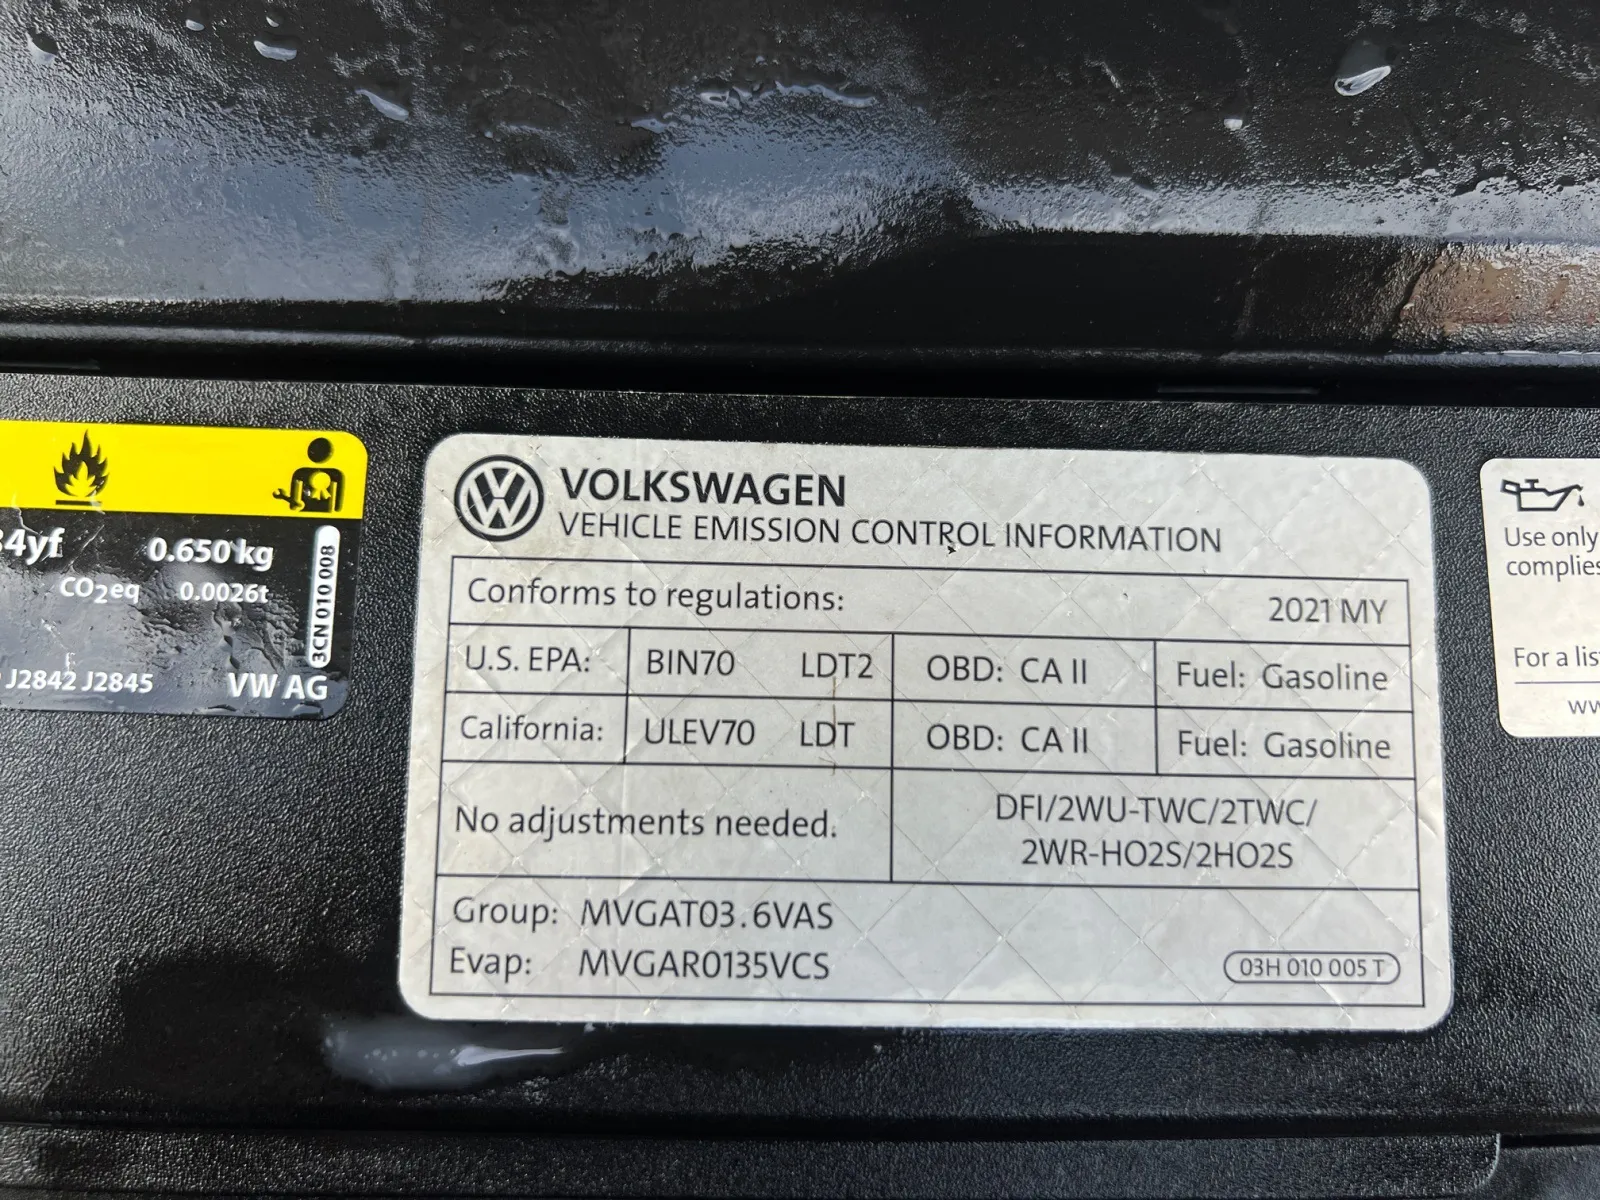 34yf 0.650 kg
CO2eq 0.0026t
3CN 010 008
J2842 J2845 VW AG
VOLKSWAGEN
VEHICLE EMISSION CONTROL INFORMATION
Conforms to regulations: 2021 MY
U.S. EPA: BIN70 LDT2 OBD: CA II Fuel: Gasoline
California: ULEV70 LDT OBD: CA II Fuel: Gasoline
No adjustments needed.
DFI/2WU-TWC/2TWC/
2WR-HO2S/2HO2S
Group: MVGAT03.6VAS
Evap: MVGAR0135VCS
03H 010 005 T
Use only
complies
For a list
ww